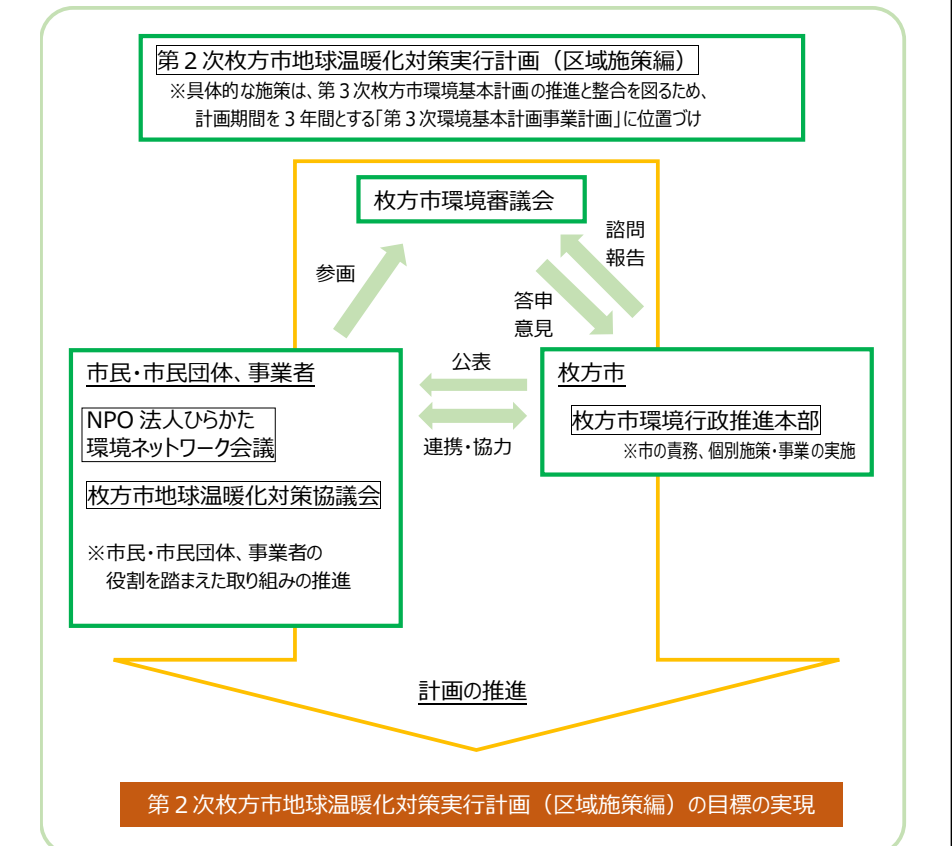 第２次枚方市地球温暖化対策実行計画（区域施策編）
※具体的な施策は、第３次枚方市環境基本計画の推進と整合を図るため、
計画期間を３年間とする「第３次環境基本計画事業計画」に位置づけ
枚方市環境審議会
諮問
報告
参画
答申
意見
公表
連携・協力
市民・市民団体、事業者
NPO 法人ひらかた
環境ネットワーク会議
枚方市地球温暖化対策協議会
※市民・市民団体、事業者の
役割を踏まえた取り組みの推進
枚方市
枚方市環境行政推進本部
※市の責務、個別施策・事業の実施
計画の推進
第２次枚方市地球温暖化対策実行計画（区域施策編）の目標の実現